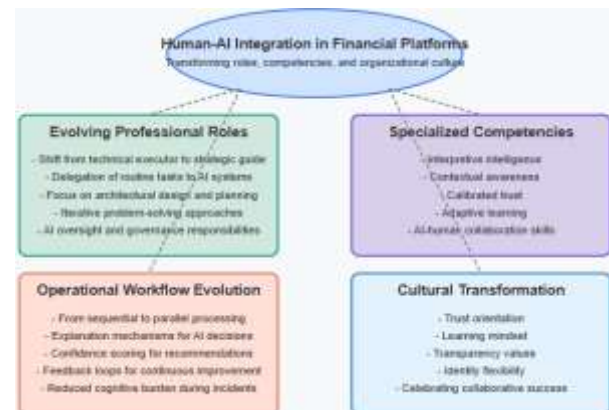 Human-AI Integration in Financial Platforms
Transforming roles, competencies, and organizational culture
Evolving Professional Roles
- Shift from technical executor to strategic guide
- Delegation of routine tasks to AI systems
- Focus on architectural design and planning
- Iterative problem-solving approaches
- AI oversight and governance responsibilities
Specialized Competencies
- Interpretive intelligence
- Contextual awareness
- Calibrated trust
- Adaptive learning
- AI-human collaboration skills
Operational Workflow Evolution
- From sequential to parallel processing
- Explanation mechanisms for AI decisions
- Confidence scoring for recommendations
- Feedback loops for continuous improvement
- Reduced cognitive burden during incidents
Cultural Transformation
- Trust orientation
- Learning mindset
- Transparency values
- Identity flexibility
- Celebrating collaborative success